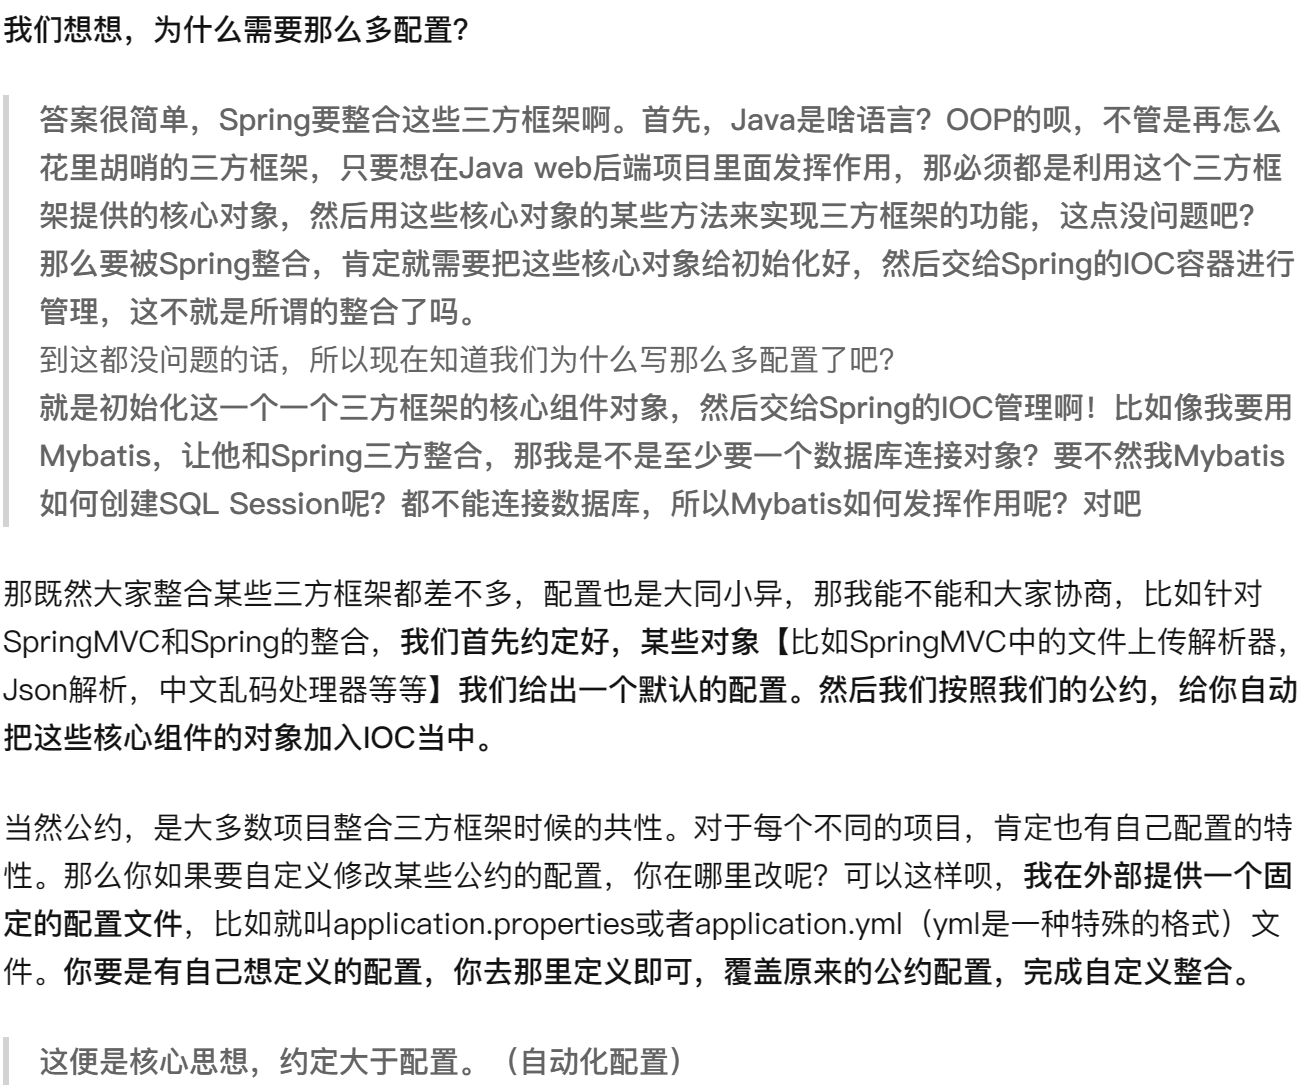 我们想想，为什么需要那么多配置？
答案很简单，Spring要整合这些三方框架啊。首先，Java是啥语言？OOP的呗，不管是再怎么
花里胡哨的三方框架，只要想在Java web后端项目里面发挥作用，那必须都是利用这个三方框
架提供的核心对象，然后用这些核心对象的某些方法来实现三方框架的功能，这点没问题吧？
那么要被Spring整合，肯定就需要把这些核心对象给初始化好，然后交给Spring的IOC容器进行
管理，这不就是所谓的整合了吗。
到这都没问题的话，所以现在知道我们为什么写那么多配置了吧？
就是初始化这一个一个三方框架的核心组件对象，然后交给Spring的IOC管理啊！比如像我要用
Mybatis，让他和Spring三方整合，那我是不是至少要一个数据库连接对象？要不然我Mybatis
如何创建SQL Session呢？都不能连接数据库，所以Mybatis如何发挥作用呢？对吧
那既然大家整合某些三方框架都差不多，配置也是大同小异，那我能不能和大家协商，比如针对
SpringMVC和Spring的整合，我们首先约定好，某些对象【比如SpringMVC中的文件上传解析器，
Json解析，中文乱码处理器等等】我们给出一个默认的配置。然后我们按照我们的公约，给你自动
把这些核心组件的对象加入IOC当中。
当然公约，是大多数项目整合三方框架时候的共性。对于每个不同的项目，肯定也有自己配置的特
性。那么你如果要自定义修改某些公约的配置，你在哪里改呢？可以这样呗，我在外部提供一个固
定的配置文件，比如就叫application.properties或者application.yml（yml是一种特殊的格式）文
件。你要是有自己想定义的配置，你去那里定义即可，覆盖原来的公约配置，完成自定义整合。
这便是核心思想，约定大于配置。（自动化配置）